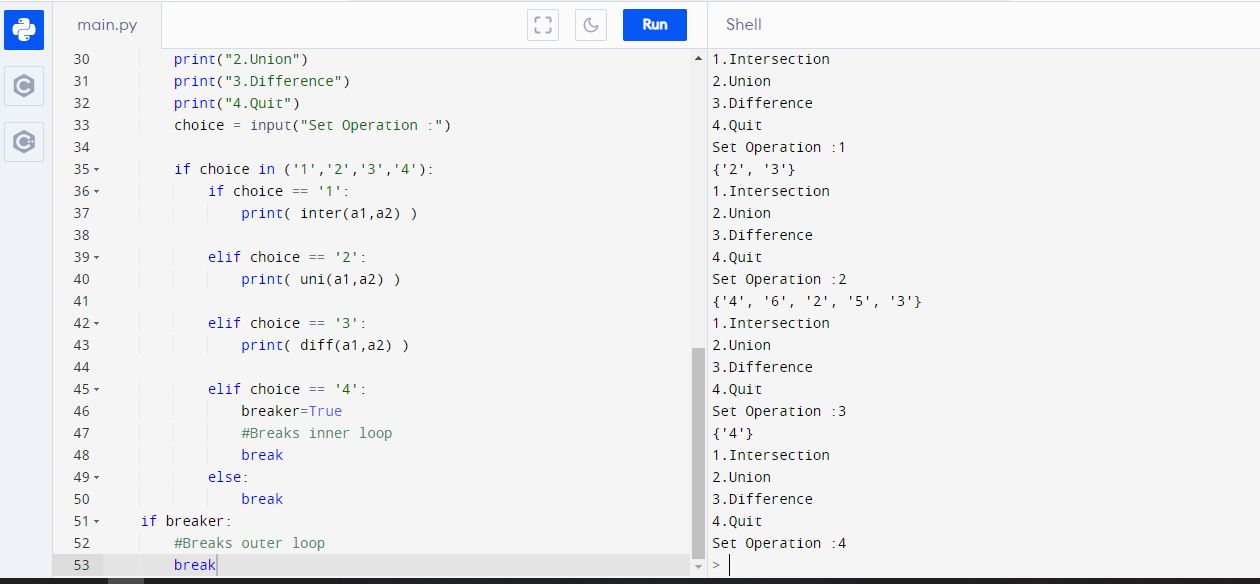 main.py
Run
30 print("2.Union")
31 print("3.Difference")
32 print("4.Quit")
33 choice = input("Set Operation :")
34
35 if choice in ('1','2','3','4'):
36 if choice == '1':
37 print( inter(a1,a2) )
38
39 elif choice == '2':
40 print( uni(a1,a2) )
41
42 elif choice == '3':
43 print( diff(a1,a2) )
44
45 elif choice == '4':
46 breaker=True
47 #Breaks inner loop
48 break
49 else:
50 break
51 if breaker:
52 #Breaks outer loop
53 break
Shell
1.Intersection
2.Union
3.Difference
4.Quit
Set Operation :1
{'2', '3'}
1.Intersection
2.Union
3.Difference
4.Quit
Set Operation :2
{'4', '6', '2', '5', '3'}
1.Intersection
2.Union
3.Difference
4.Quit
Set Operation :3
{'4'}
1.Intersection
2.Union
3.Difference
4.Quit
Set Operation :4
>